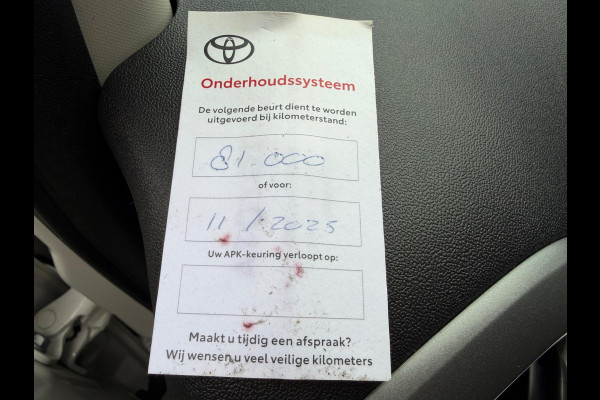 Onderhoudssysteem
De volgende beurt dient te worden
uitgevoerd bij kilometerstand:
81.000
of voor:
11/2025
Uw APK-keuring verloopt op:
Maakt u tijdig een afspraak?
Wij wensen u veel veilige kilometers